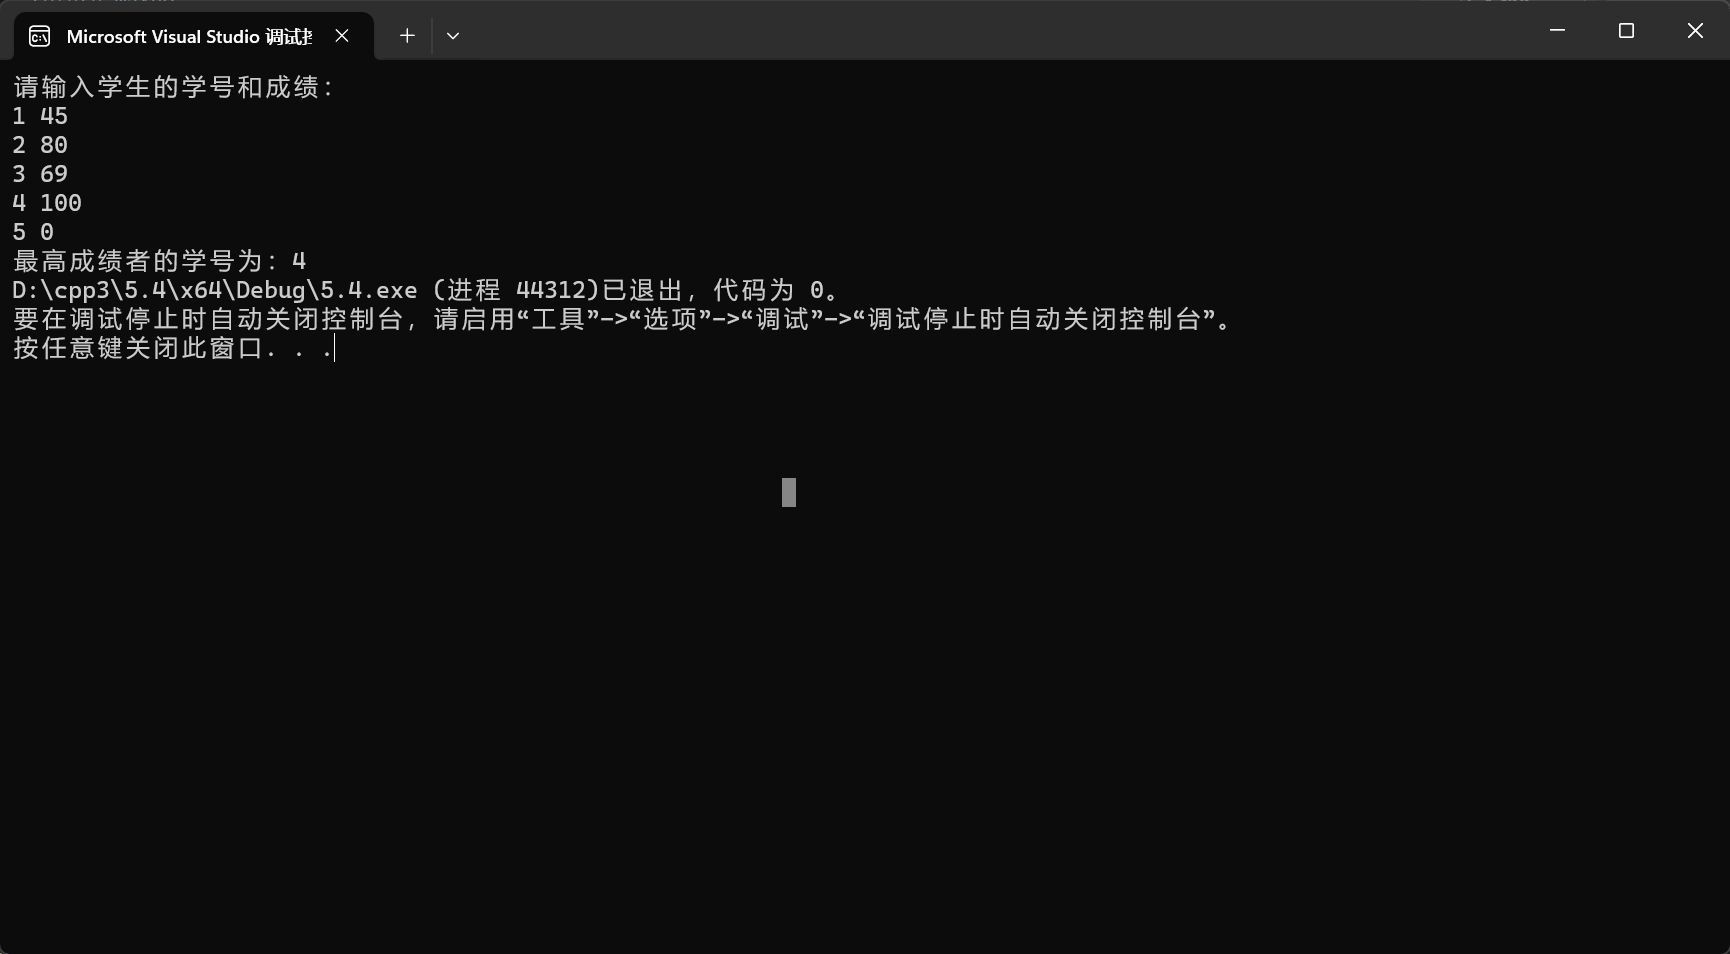 Microsoft Visual Studio 调试
请输入学生的学号和成绩：
1 45
2 80
3 69
4 100
5 0
最高成绩者的学号为：4
D:\cpp3\5.4\x64\Debug\5.4.exe (进程 44312)已退出，代码为 0。
要在调试停止时自动关闭控制台，请启用“工具”->“选项”->“调试”->“调试停止时自动关闭控制台”。
按任意键关闭此窗口. . .